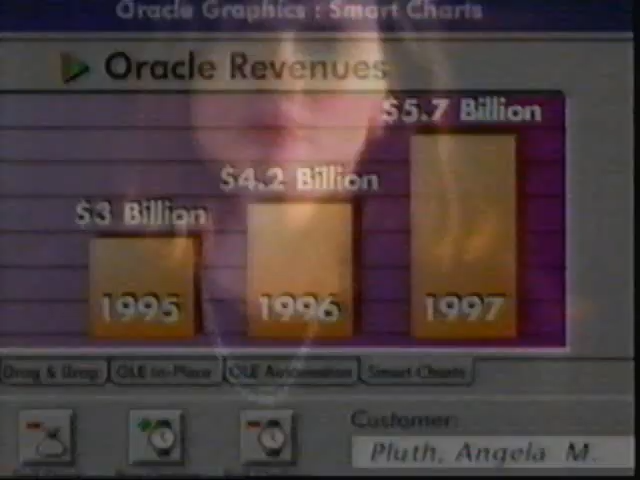 Oracle Graphics : Smart Charts
Oracle Revenues
$5.7 Billion
$4.2 Billion
$3 Billion
1995 1996 1997
Drag & Drop OLE In-Place OLE Automation Smart Charts
Customer:
Pluth, Angela M.